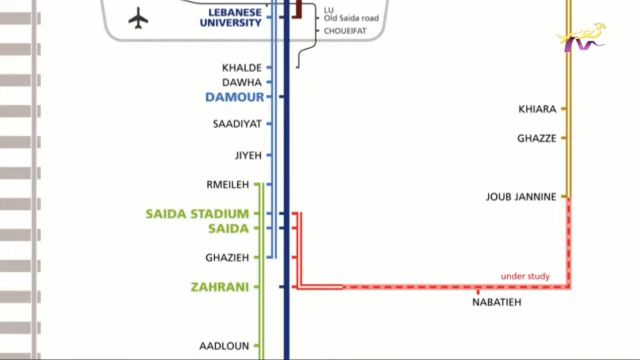 LEBANESE
UNIVERSITY
LU
Old Saida road
CHOUEIFAT
KHALDE
DAWHA
DAMOUR
SAADIYAT
JIYEH
RMEILEH
SAIDA STADIUM
SAIDA
GHAZIEH
ZAHRANI
AADLOUN
KHIARA
GHAZZE
JOUB JANNINE
under study
NABATIEH